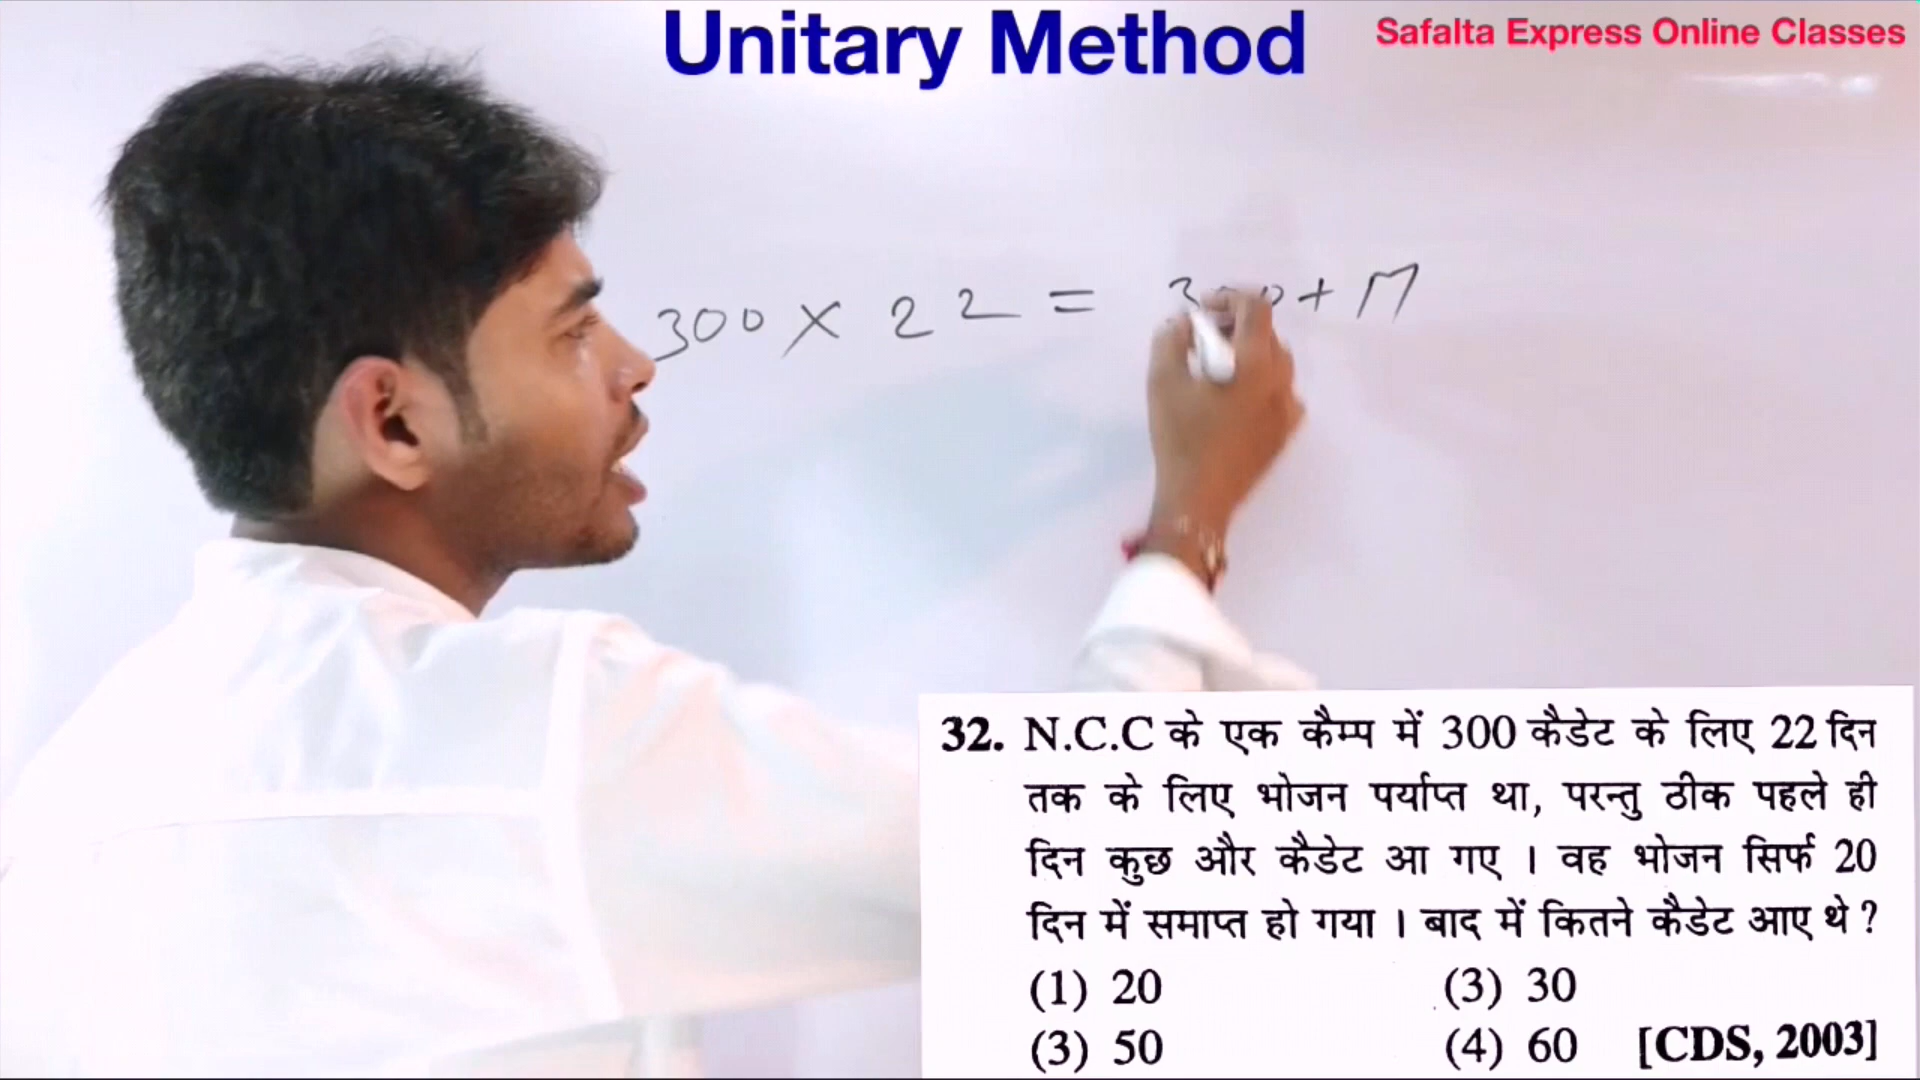 Unitary Method
Safalta Express Online Classes
300 × 22 = 300 + M
32. N.C.C के एक कैम्प में 300 कैडेट के लिए 22 दिन
तक के लिए भोजन पर्याप्त था, परन्तु ठीक पहले ही
दिन कुछ और कैडेट आ गए । वह भोजन सिर्फ 20
दिन में समाप्त हो गया । बाद में कितने कैडेट आए थे ?
(1) 20 (3) 30
(3) 50 (4) 60 [CDS, 2003]